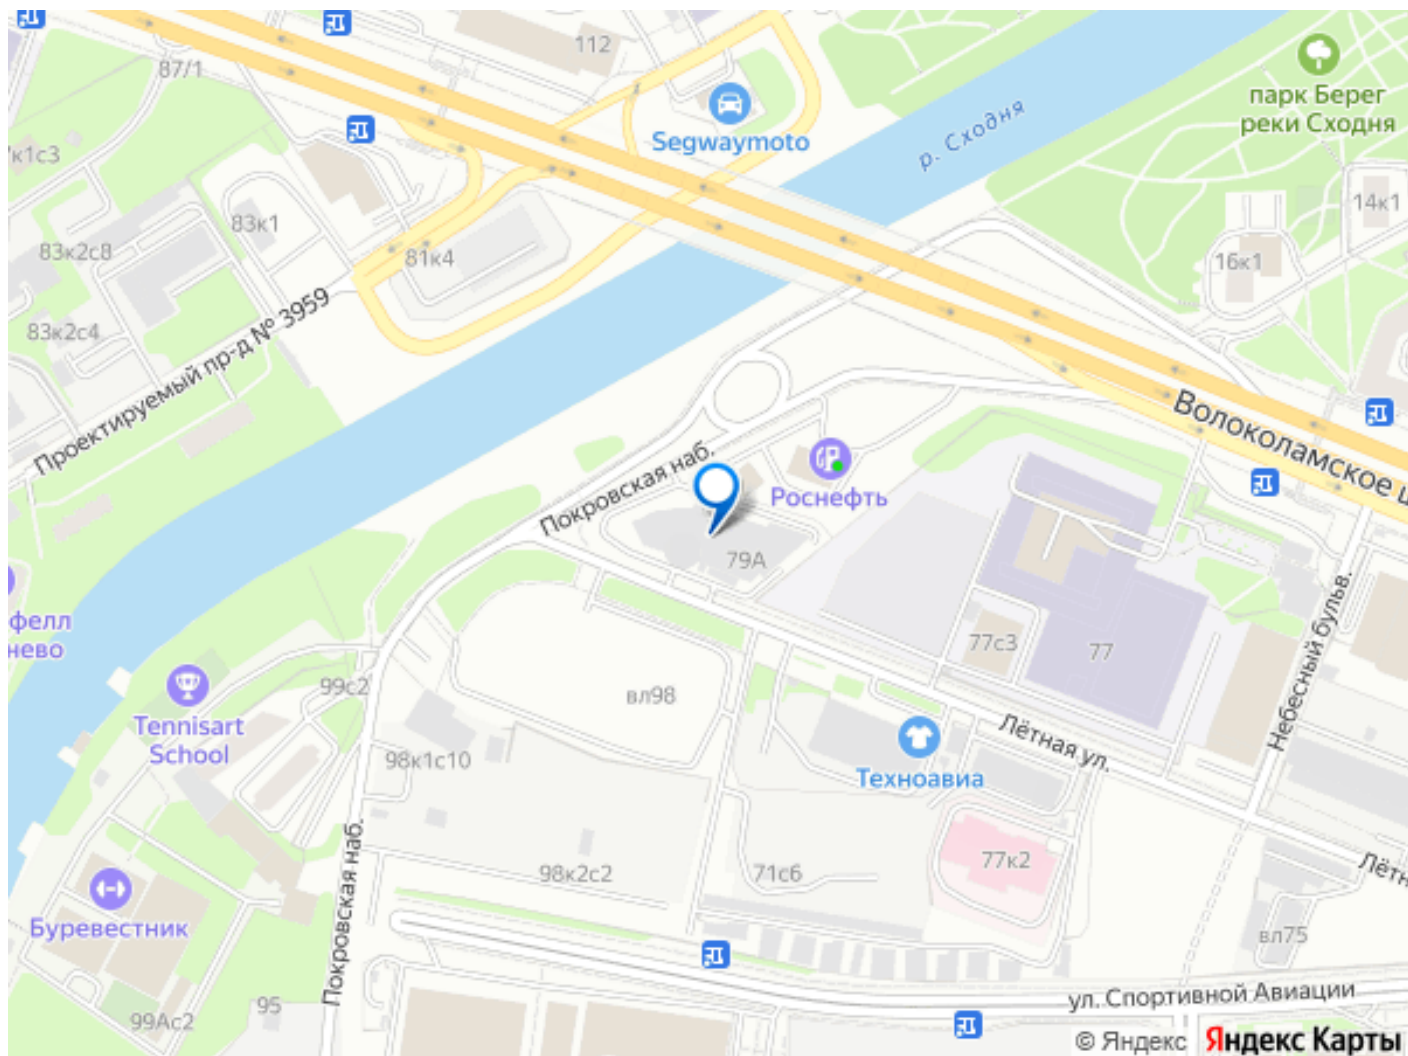 112
87/1
Segwaymoto
р. Сходня
парк Берег
реки Сходня
14к1
16к1
83к1
83к2с8
81к4
83к2с4
Проектируемый пр-д № 3959
Волоколамское ш
Покровская наб.
Роснефть
79А
77с3
77
Небесный бульв.
фелл
нево
99с2
вл98
Tennisart
School
98к1с10
Лётная ул.
Техноавиа
Покровская наб.
98к2с2
71с6
77к2
Лётн
Буревестник
вл75
95
99Ас2
ул. Спортивной Авиации
© Яндекс Яндекс Карты